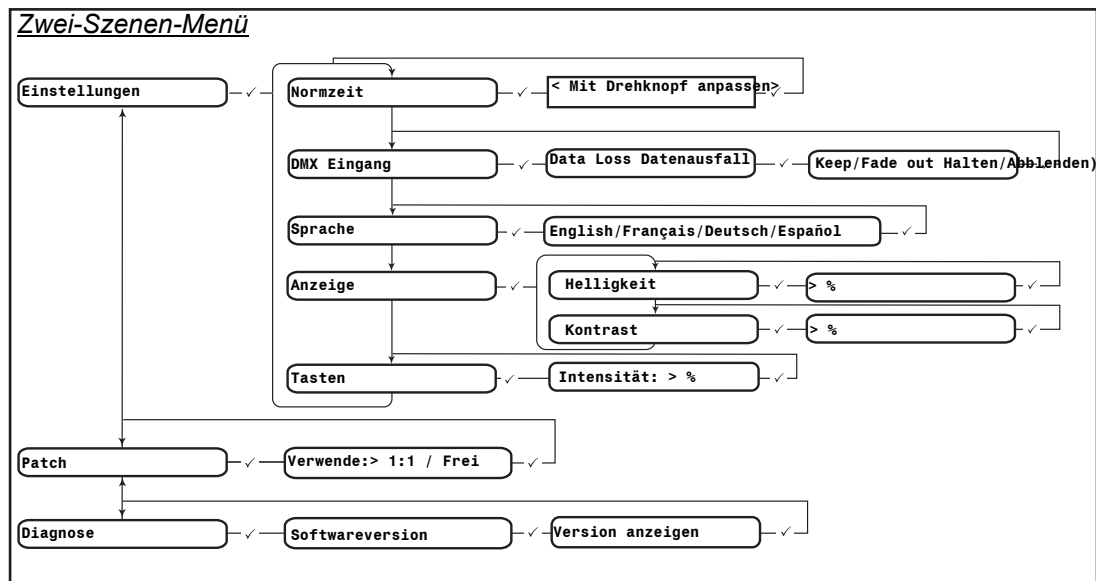 Zwei-Szenen-Menü
Einstellungen ✓ Normzeit ✓ < Mit Drehknopf anpassen> ✓
DMX Eingang ✓ Data Loss Datenausfall ✓ Keep/Fade out Halten/Abblenden) ✓
Sprache ✓ English/Français/Deutsch/Español ✓
Anzeige ✓ Helligkeit ✓ > % ✓
Kontrast ✓ > % ✓
Tasten ✓ Intensität: > % ✓
Patch ✓ Verwende:> 1:1 / Frei ✓
Diagnose ✓ Softwareversion ✓ Version anzeigen ✓